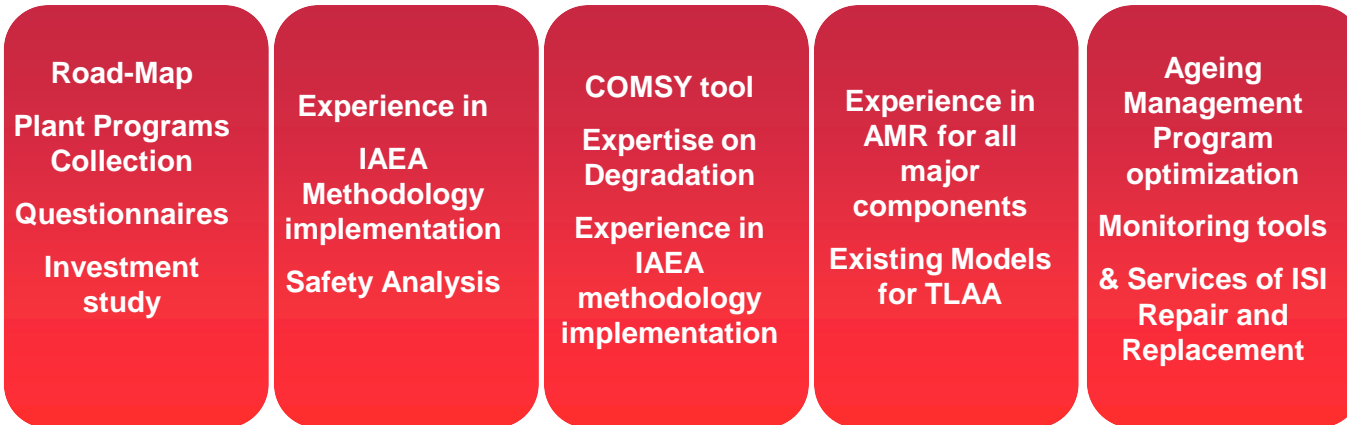 Road-Map
Plant Programs
Collection
Questionnaires
Investment
study
Experience in
IAEA
Methodology
implementation
Safety Analysis
COMSY tool
Expertise on
Degradation
Experience in
IAEA
methodology
implementation
Experience in
AMR for all
major
components
Existing Models
for TLAA
Ageing
Management
Program
optimization
Monitoring tools
& Services of ISI
Repair and
Replacement